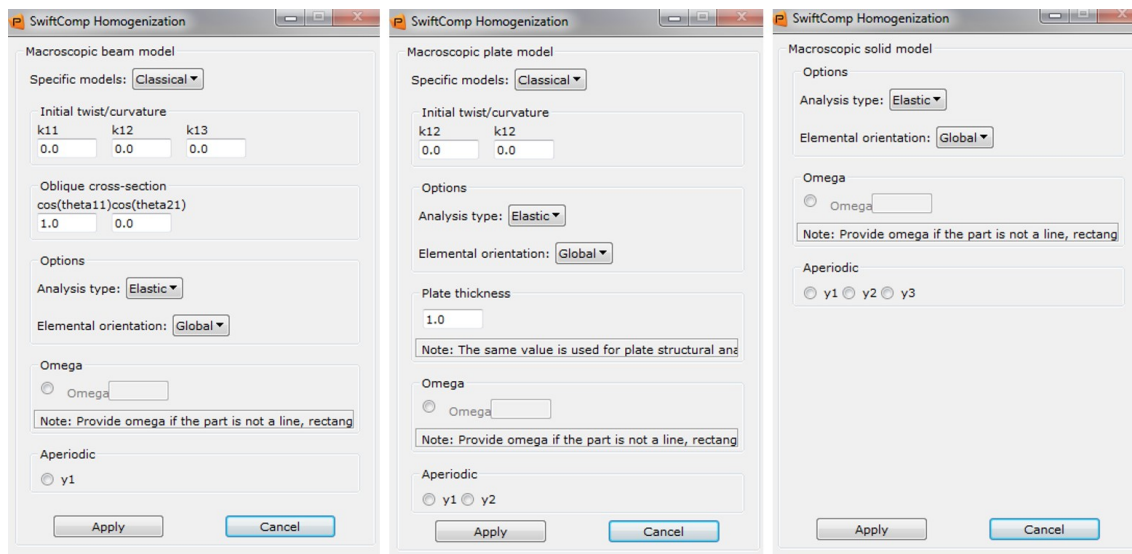 SwiftComp Homogenization
Macroscopic beam model
Specific models: Classical
Initial twist/curvature
k11 k12 k13
0.0 0.0 0.0
Oblique cross-section
cos(theta11)cos(theta21)
1.0 0.0
Options
Analysis type: Elastic
Elemental orientation: Global
Omega
Omega
Note: Provide omega if the part is not a line, rectang
Aperiodic
y1
Apply Cancel
SwiftComp Homogenization
Macroscopic plate model
Specific models: Classical
Initial twist/curvature
k12 k12
0.0 0.0
Options
Analysis type: Elastic
Elemental orientation: Global
Plate thickness
1.0
Note: The same value is used for plate structural ana
Omega
Omega
Note: Provide omega if the part is not a line, rectang
Aperiodic
y1 y2
Apply Cancel
SwiftComp Homogenization
Macroscopic solid model
Options
Analysis type: Elastic
Elemental orientation: Global
Omega
Omega
Note: Provide omega if the part is not a line, rectang
Aperiodic
y1 y2 y3
Apply Cancel